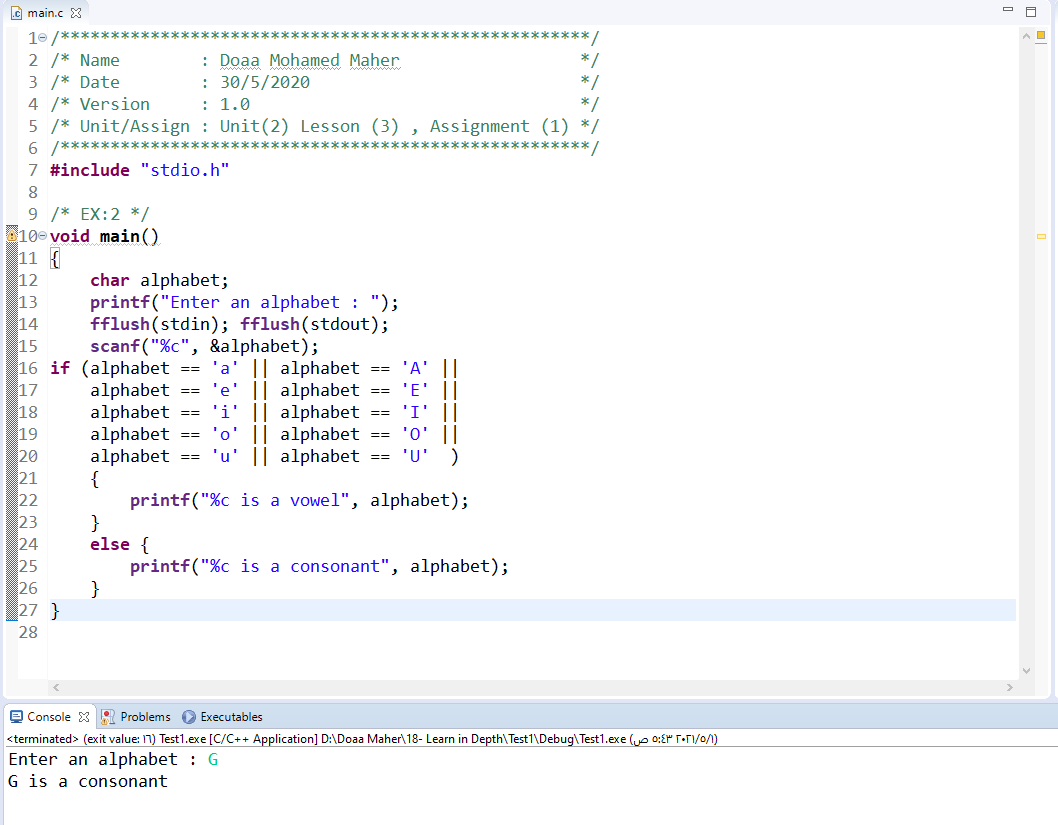 main.c
1 /*****************************************************/
2 /* Name        : Doaa Mohamed Maher                  */
3 /* Date        : 30/5/2020                           */
4 /* Version     : 1.0                                 */
5 /* Unit/Assign : Unit(2) Lesson (3) , Assignment (1) */
6 /*****************************************************/
7 #include "stdio.h"
8
9 /* EX:2 */
10 void main()
11 {
12     char alphabet;
13     printf("Enter an alphabet : ");
14     fflush(stdin); fflush(stdout);
15     scanf("%c", &alphabet);
16 if (alphabet == 'a' || alphabet == 'A' ||
17     alphabet == 'e' || alphabet == 'E' ||
18     alphabet == 'i' || alphabet == 'I' ||
19     alphabet == 'o' || alphabet == 'O' ||
20     alphabet == 'u' || alphabet == 'U'  )
21     {
22         printf("%c is a vowel", alphabet);
23     }
24     else {
25         printf("%c is a consonant", alphabet);
26     }
27 }
28
Console Problems Executables
<terminated> (exit value: ١٦) Test1.exe [C/C++ Application] D:\Doaa Maher\18- Learn in Depth\Test1\Debug\Test1.exe (٢٠٢١/٥/١ ٥:٤٣ ص)
Enter an alphabet : G
G is a consonant